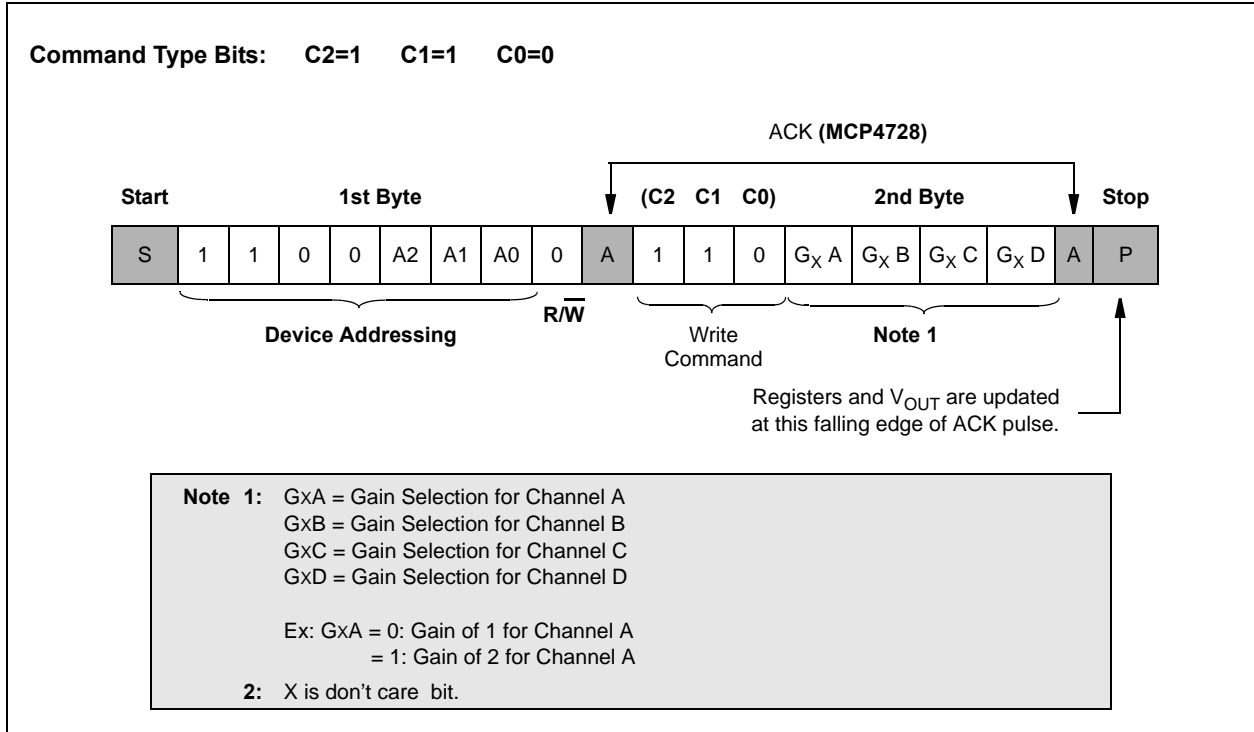 Command Type Bits: C2=1 C1=1 C0=0
ACK (MCP4728)
Start 1st Byte (C2 C1 C0) 2nd Byte Stop
S 1 1 0 0 A2 A1 A0 0 A 1 1 0 GX A GX B GX C GX D A P
R/W
Device Addressing Write Command Note 1
Registers and VOUT are updated
at this falling edge of ACK pulse.
Note 1: GXA = Gain Selection for Channel A
GXB = Gain Selection for Channel B
GXC = Gain Selection for Channel C
GXD = Gain Selection for Channel D
Ex: GXA = 0: Gain of 1 for Channel A
= 1: Gain of 2 for Channel A
2: X is don't care bit.